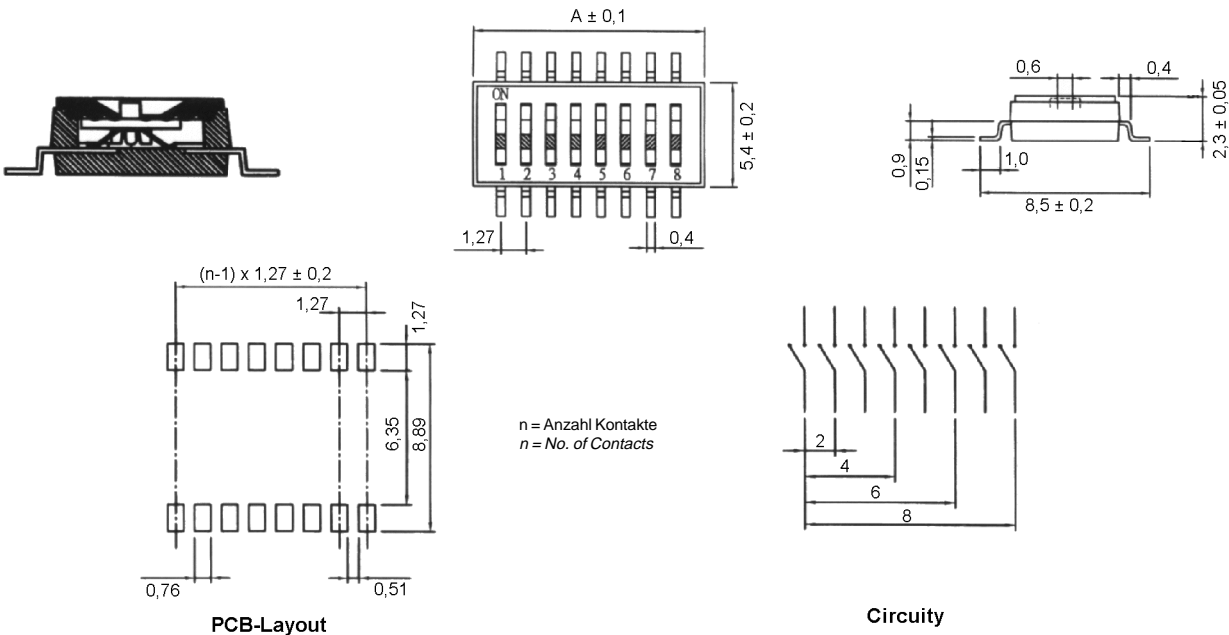 A ± 0,1
ON
1 2 3 4 5 6 7 8
5,4 ± 0,2
1,27
0,4
0,6
0,4
2,3 ± 0,05
0,9
0,15
1,0
8,5 ± 0,2
(n-1) x 1,27 ± 0,2
1,27
1,27
6,35
8,89
0,76
0,51
PCB-Layout
n = Anzahl Kontakte
n = No. of Contacts
2
4
6
8
Circuity